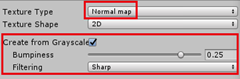 Texture Type Normal map
Texture Shape 2D
Create from Grayscale
Bumpiness 0.25
Filtering Sharp